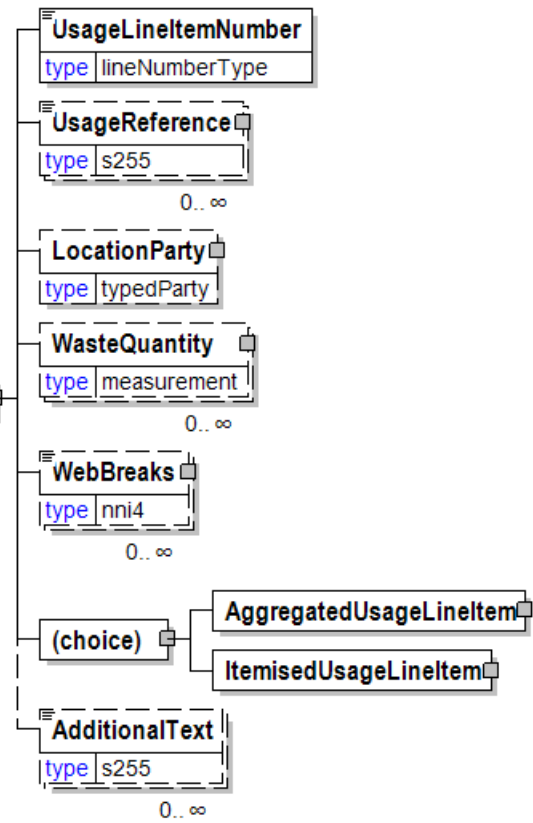 UsageLineItemNumber
type lineNumberType
UsageReference
type s255
0.. ∞
LocationParty
type typedParty
WasteQuantity
type measurement
0.. ∞
WebBreaks
type nni4
0.. ∞
(choice)
AggregatedUsageLineItem
ItemisedUsageLineItem
AdditionalText
type s255
0.. ∞